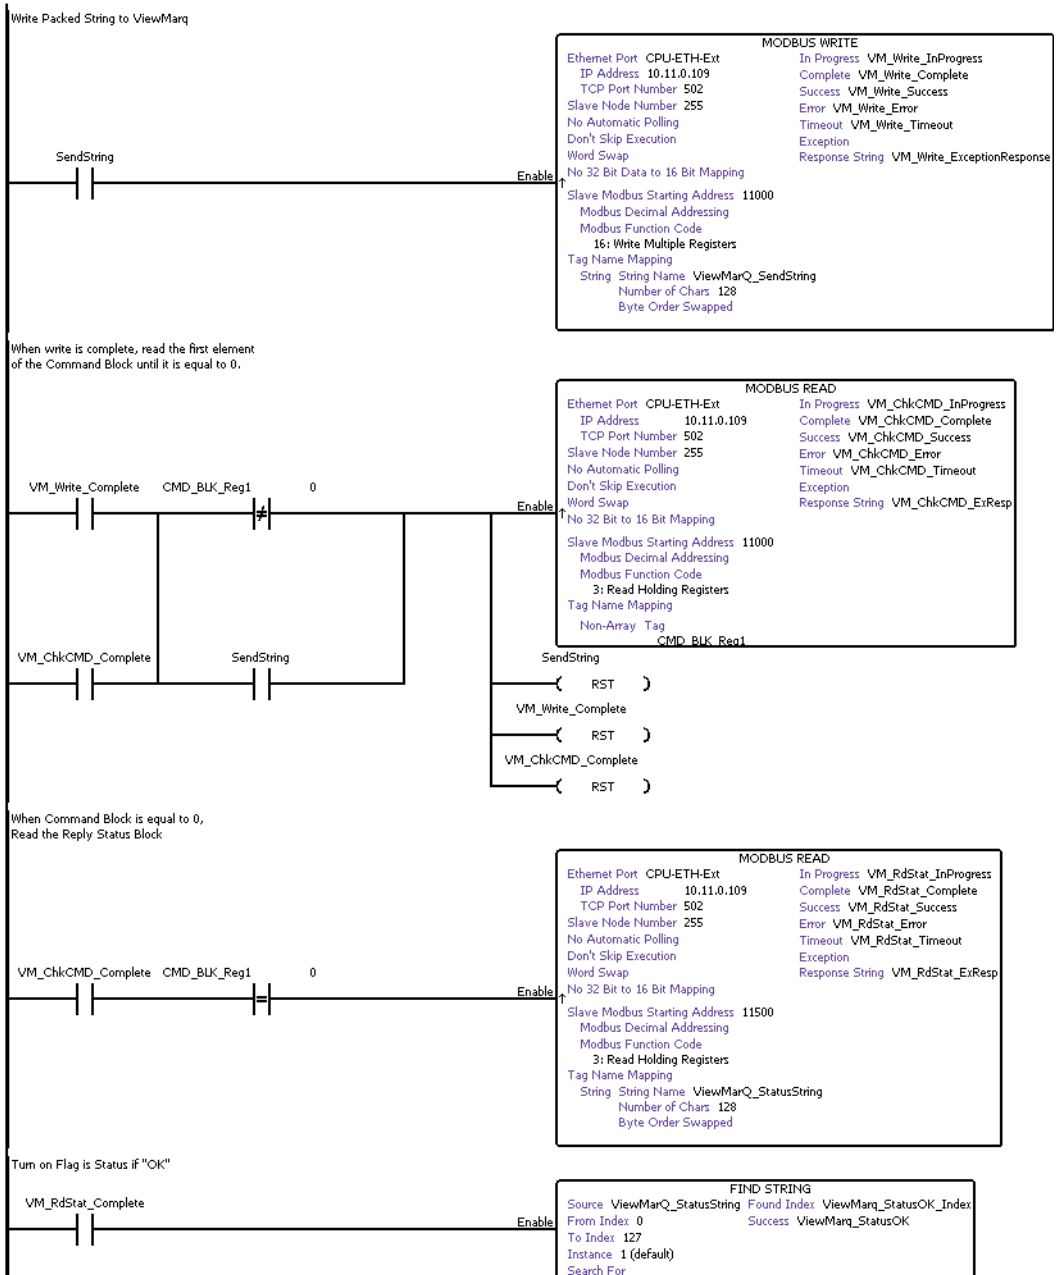 Write Packed String to ViewMarq
MODBUS WRITE
Ethernet Port CPU-ETH-Ext In Progress VM_Write_InProgress
IP Address 10.11.0.109 Complete VM_Write_Complete
TCP Port Number 502 Success VM_Write_Success
Slave Node Number 255 Error VM_Write_Error
No Automatic Polling Timeout VM_Write_Timeout
Don't Skip Execution Exception
SendString Word Swap Response String VM_Write_ExceptionResponse
Enable No 32 Bit Data to 16 Bit Mapping
Slave Modbus Starting Address 11000
Modbus Decimal Addressing
Modbus Function Code
16: Write Multiple Registers
Tag Name Mapping
String String Name ViewMarQ_SendString
Number of Chars 128
Byte Order Swapped
When write is complete, read the first element
of the Command Block until it is equal to 0.
MODBUS READ
Ethernet Port CPU-ETH-Ext In Progress VM_ChkCMD_InProgress
IP Address 10.11.0.109 Complete VM_ChkCMD_Complete
TCP Port Number 502 Success VM_ChkCMD_Success
Slave Node Number 255 Error VM_ChkCMD_Error
No Automatic Polling Timeout VM_ChkCMD_Timeout
VM_Write_Complete CMD_BLK_Reg1 0 Don't Skip Execution Exception
Enable Word Swap Response String VM_ChkCMD_ExResp
≠ No 32 Bit to 16 Bit Mapping
Slave Modbus Starting Address 11000
Modbus Decimal Addressing
Modbus Function Code
3: Read Holding Registers
Tag Name Mapping
Non-Array Tag
CMD_BLK_Reg1
VM_ChkCMD_Complete SendString SendString
RST
VM_Write_Complete
RST
VM_ChkCMD_Complete
RST
When Command Block is equal to 0,
Read the Reply Status Block
MODBUS READ
Ethernet Port CPU-ETH-Ext In Progress VM_RdStat_InProgress
IP Address 10.11.0.109 Complete VM_RdStat_Complete
TCP Port Number 502 Success VM_RdStat_Success
Slave Node Number 255 Error VM_RdStat_Error
No Automatic Polling Timeout VM_RdStat_Timeout
Don't Skip Execution Exception
VM_ChkCMD_Complete CMD_BLK_Reg1 0 Word Swap Response String VM_RdStat_ExResp
= Enable No 32 Bit to 16 Bit Mapping
Slave Modbus Starting Address 11500
Modbus Decimal Addressing
Modbus Function Code
3: Read Holding Registers
Tag Name Mapping
String String Name ViewMarQ_StatusString
Number of Chars 128
Byte Order Swapped
Turn on Flag is Status if "OK"
FIND STRING
VM_RdStat_Complete Source ViewMarQ_StatusString Found Index ViewMarq_StatusOK_Index
Enable From Index 0 Success ViewMarq_StatusOK
To Index 127
Instance 1 (default)
Search For